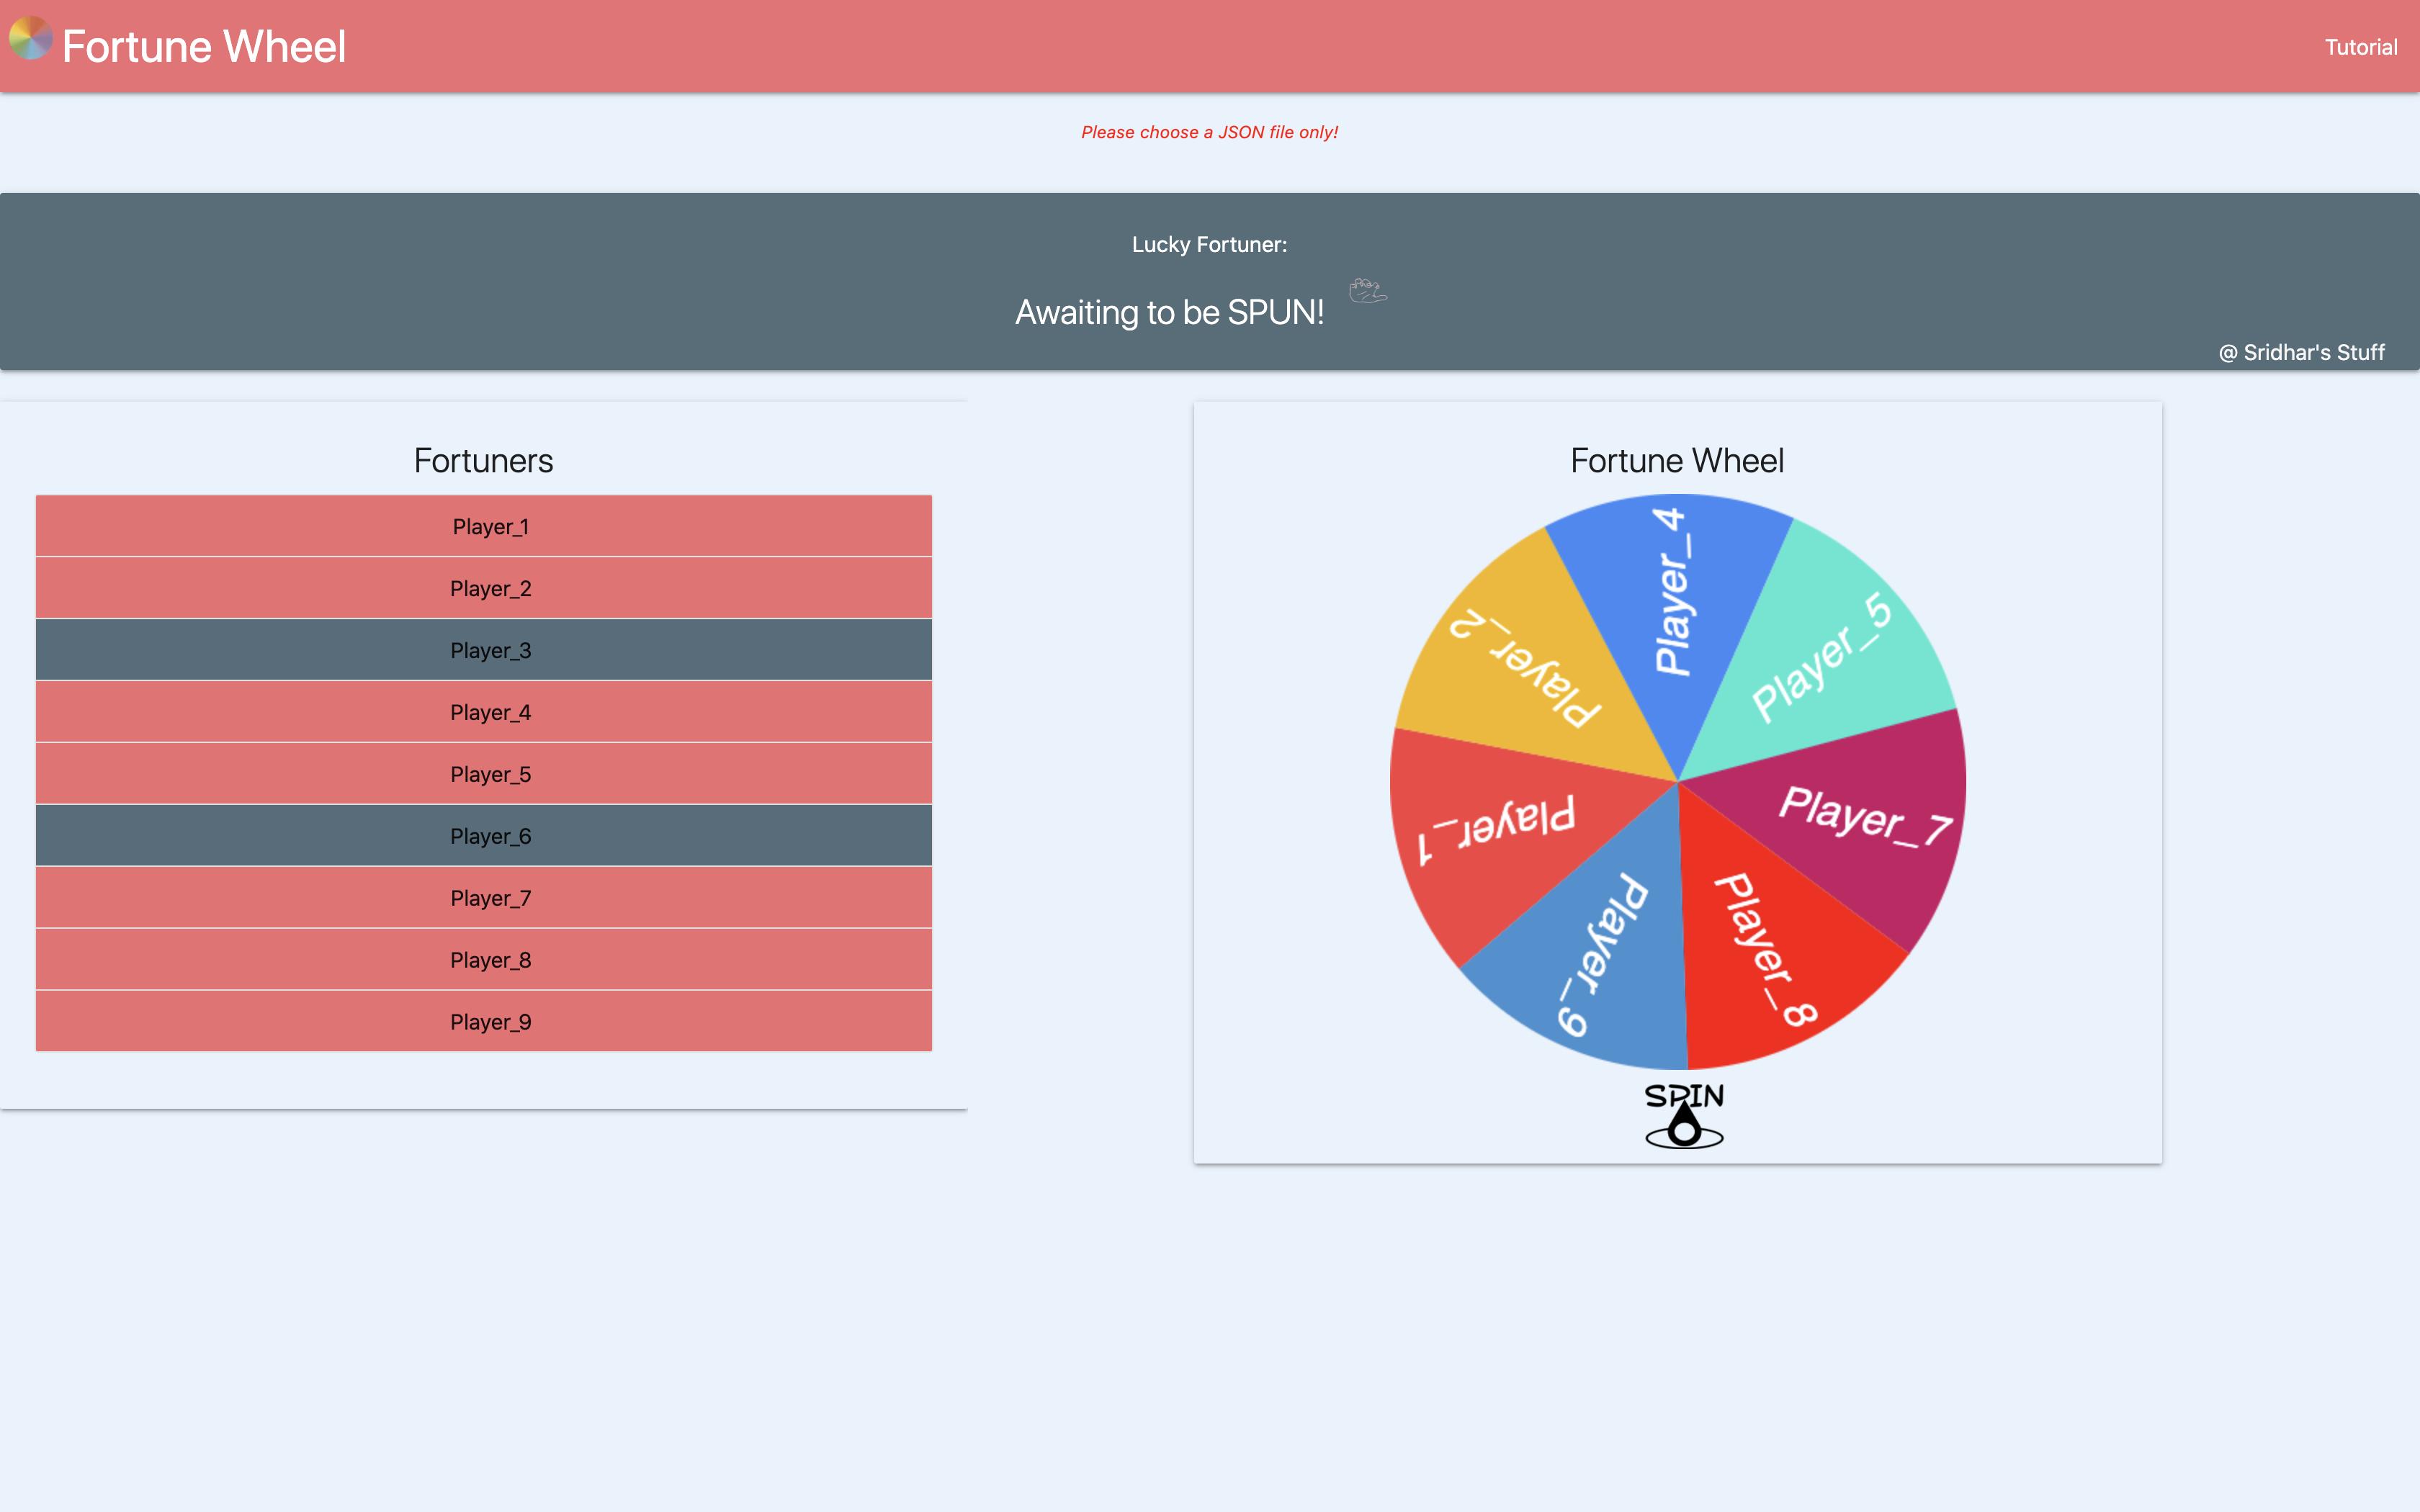 Fortune Wheel
Tutorial
Please choose a JSON file only!
Lucky Fortuner:
Awaiting to be SPUN!
@ Sridhar's Stuff
Fortuners
Player_1
Player_2
Player_3
Player_4
Player_5
Player_6
Player_7
Player_8
Player_9
Fortune Wheel
Player_4
Player_5
Player_7
Player_8
Player_9
Player_1
Player_2
SPIN